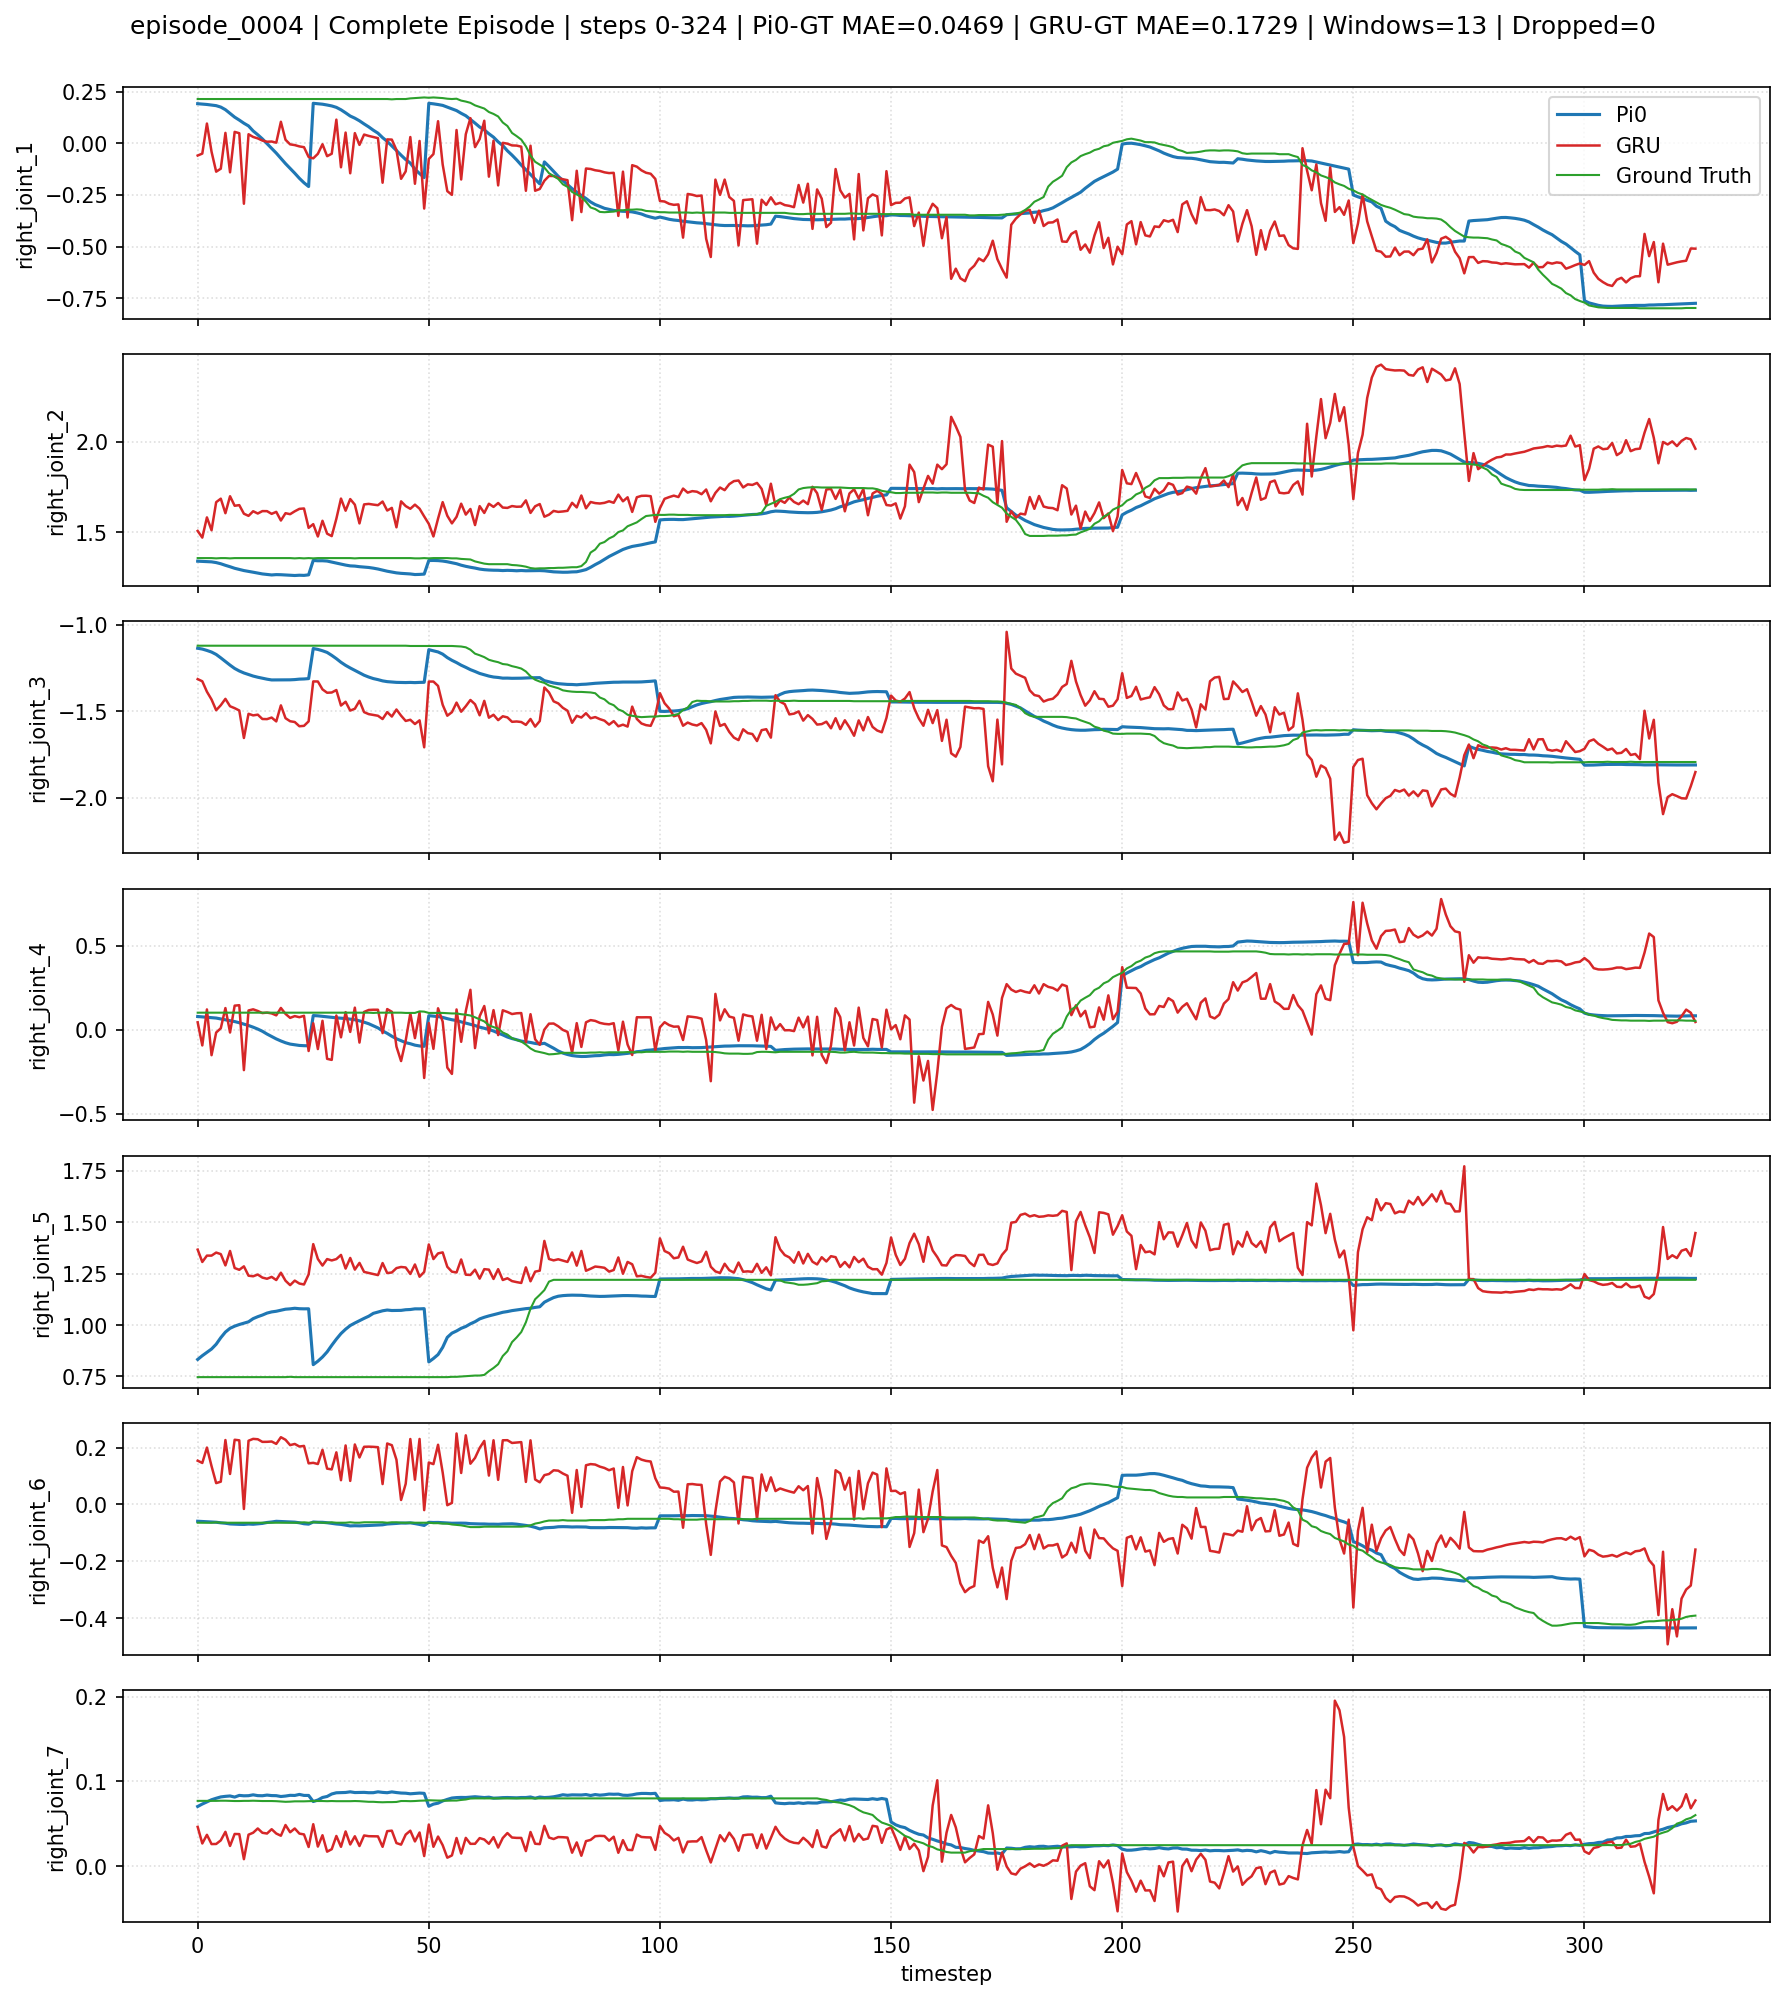 episode_0004 | Complete Episode | steps 0-324 | Pi0-GT MAE=0.0469 | GRU-GT MAE=0.1729 | Windows=13 | Dropped=0
right_joint_1
0.25
0.00
−0.25
−0.50
−0.75
Pi0
GRU
Ground Truth
right_joint_2
2.0
1.5
right_joint_3
−1.0
−1.5
−2.0
right_joint_4
0.5
0.0
−0.5
right_joint_5
1.75
1.50
1.25
1.00
0.75
right_joint_6
0.2
0.0
−0.2
−0.4
right_joint_7
0.2
0.1
0.0
0 50 100 150 200 250 300
timestep